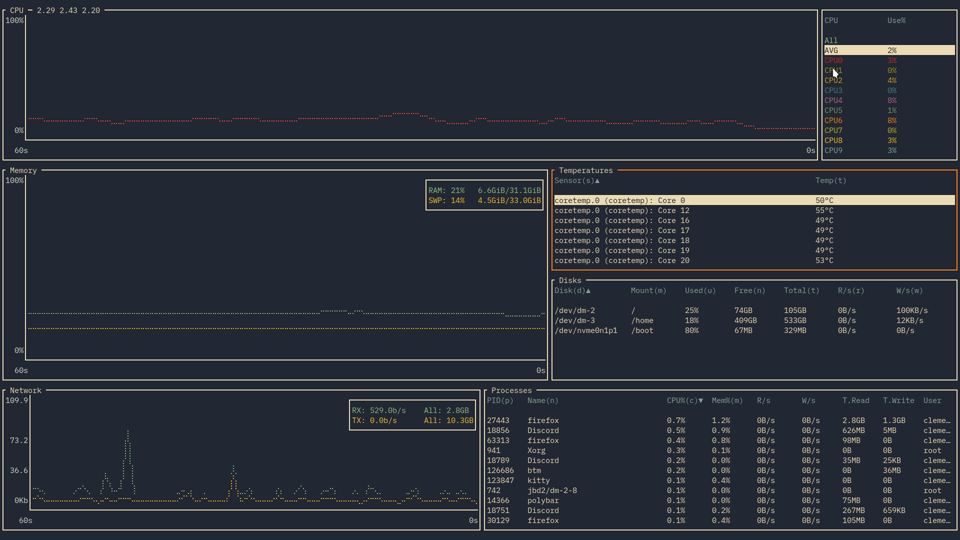 CPU ─ 2.29 2.43 2.20
100%
0%
60s 0s
CPU Use%
All
AVG 2%
CPU0 3%
CPU1 0%
CPU2 4%
CPU3 0%
CPU4 8%
CPU5 1%
CPU6 8%
CPU7 0%
CPU8 3%
CPU9 3%
Memory
100%
RAM: 21% 6.6GiB/31.1GiB
SWP: 14% 4.5GiB/33.0GiB
0%
60s 0s
Temperatures
Sensor(s)▲ Temp(t)
coretemp.0 (coretemp): Core 0 50°C
coretemp.0 (coretemp): Core 12 55°C
coretemp.0 (coretemp): Core 16 49°C
coretemp.0 (coretemp): Core 17 49°C
coretemp.0 (coretemp): Core 18 49°C
coretemp.0 (coretemp): Core 19 49°C
coretemp.0 (coretemp): Core 20 53°C
Disks
Disk(d)▲ Mount(m) Used(u) Free(n) Total(t) R/s(r) W/s(w)
/dev/dm-2 / 25% 74GB 105GB 0B/s 100KB/s
/dev/dm-3 /home 18% 409GB 533GB 0B/s 12KB/s
/dev/nvme0n1p1 /boot 80% 67MB 329MB 0B/s 0B/s
Network
109.9
RX: 529.0b/s All: 2.8GB
TX: 0.0b/s All: 10.3GB
73.2
36.6
0Kb
60s 0s
Processes
PID(p) Name(n) CPU%(c)▼ Mem%(m) R/s W/s T.Read T.Write User
27443 firefox 0.7% 1.2% 0B/s 0B/s 2.8GB 1.3GB cleme…
18856 Discord 0.5% 0.9% 0B/s 0B/s 626MB 5MB cleme…
63313 firefox 0.4% 0.8% 0B/s 0B/s 98MB 0B cleme…
941 Xorg 0.3% 0.1% 0B/s 0B/s 0B 0B root
18789 Discord 0.2% 0.0% 0B/s 0B/s 35MB 25KB cleme…
126686 btm 0.2% 0.0% 0B/s 0B/s 0B 36MB cleme…
123847 kitty 0.1% 0.4% 0B/s 0B/s 0B 0B cleme…
742 jbd2/dm-2-8 0.1% 0.0% 0B/s 0B/s 0B 0B root
14366 polybar 0.1% 0.0% 0B/s 0B/s 75MB 0B cleme…
18751 Discord 0.1% 0.2% 0B/s 0B/s 267MB 659KB cleme…
30129 firefox 0.1% 0.4% 0B/s 0B/s 105MB 0B cleme…